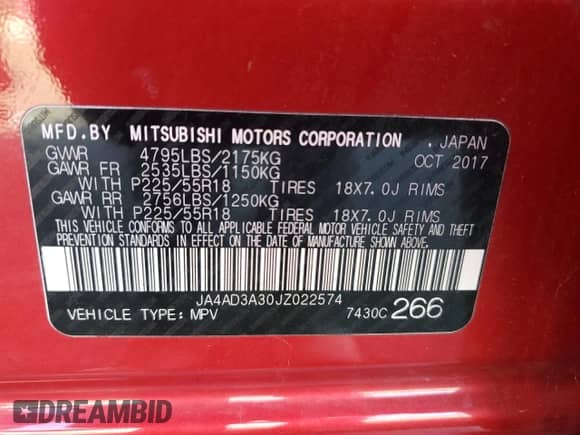 MFD.BY MITSUBISHI MOTORS CORPORATION . JAPAN
GVWR 4795LBS/2175KG OCT 2017
GAWR FR 2535LBS/1150KG
WITH P225/55R18 TIRES 18X7.0J RIMS
GAWR RR 2756LBS/1250KG
WITH P225/55R18 TIRES 18X7.0J RIMS
THIS VEHICLE CONFORMS TO ALL APPLICABLE FEDERAL MOTOR VEHICLE SAFETY
AND THEFT PREVENTION STANDARDS IN EFFECT ON THE DATE OF MANUFACTURE SHOWN ABOVE.
JA4AD3A30JZ022574
VEHICLE TYPE:MPV 7430C 266
DREAMBID